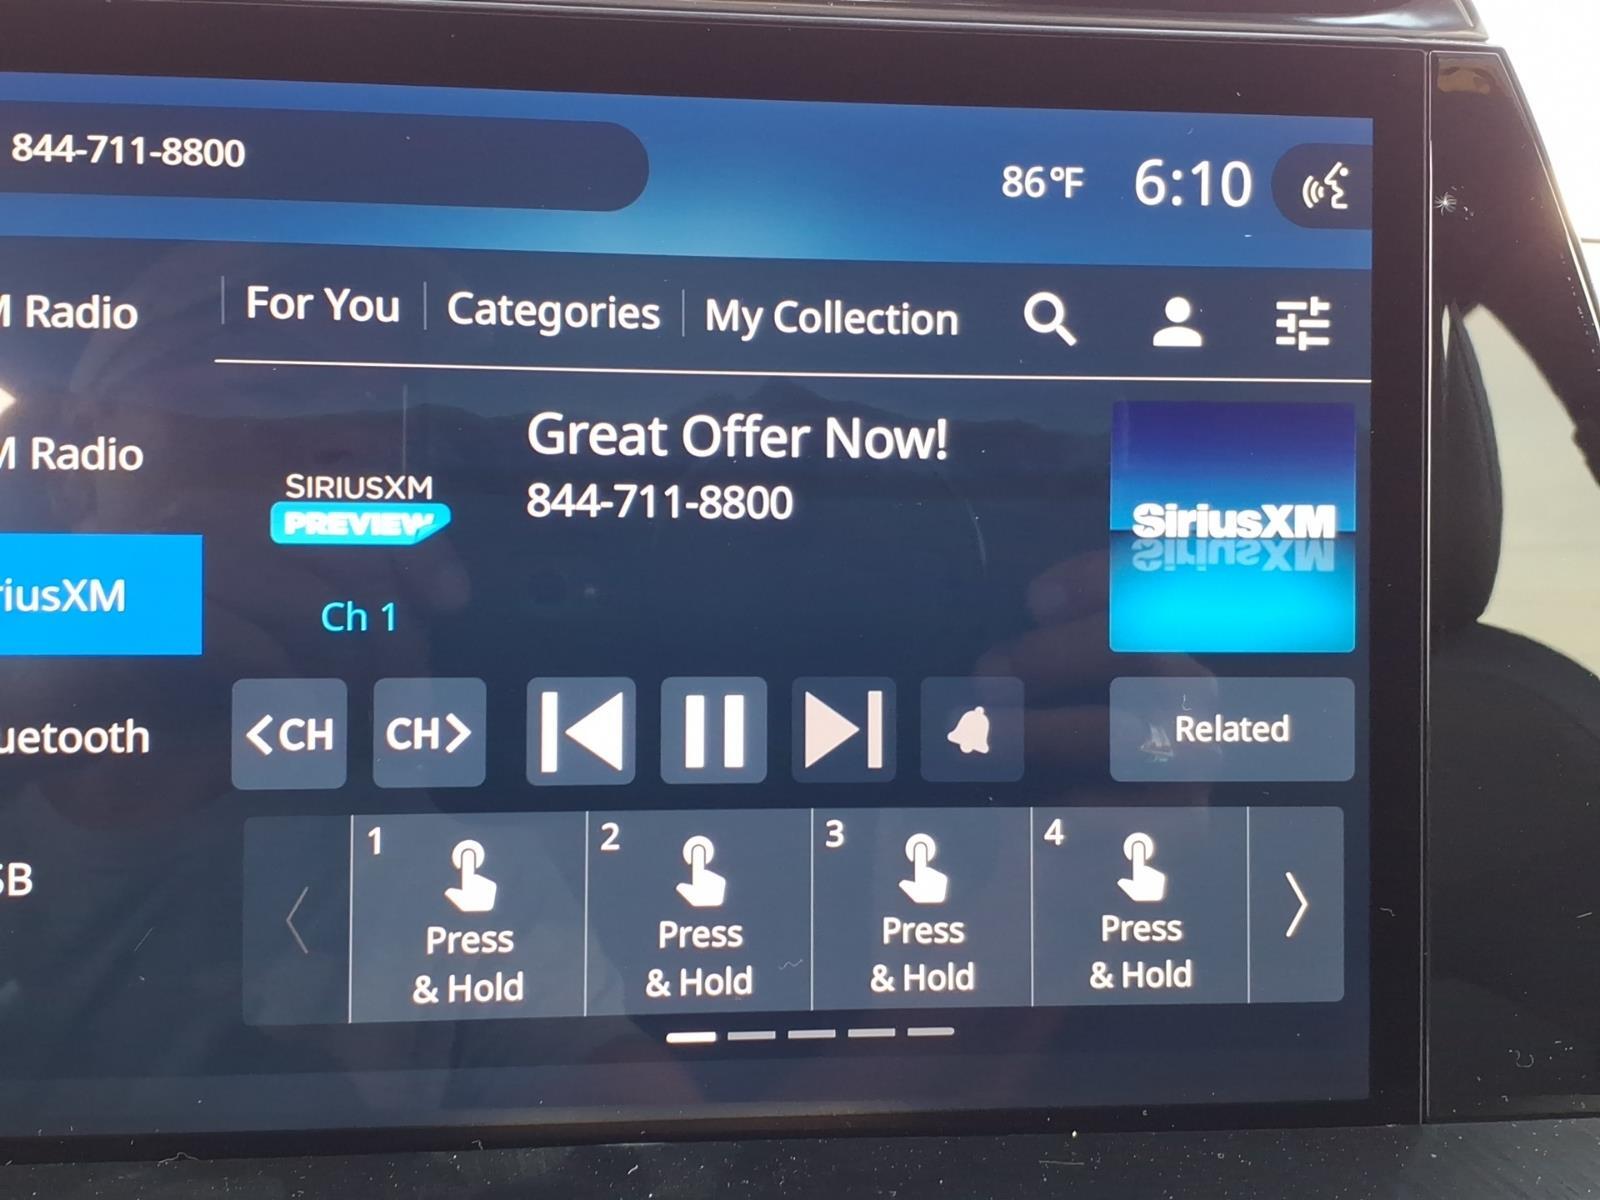 844-711-8800
86°F 6:10
M Radio
For You
Categories
My Collection
M Radio
SIRIUSXM
PREVIEW
Great Offer Now!
844-711-8800
SiriusXM
riusXM
Ch 1
uetooth
<CH
CH>
Related
SB
1
Press
& Hold
2
Press
& Hold
3
Press
& Hold
4
Press
& Hold